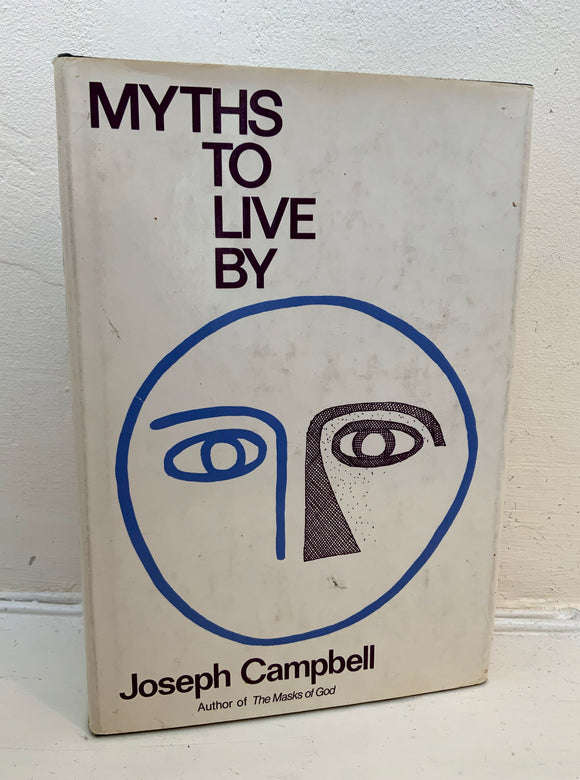 MYTHS
TO
LIVE
BY
Joseph Campbell
Author of The Masks of God